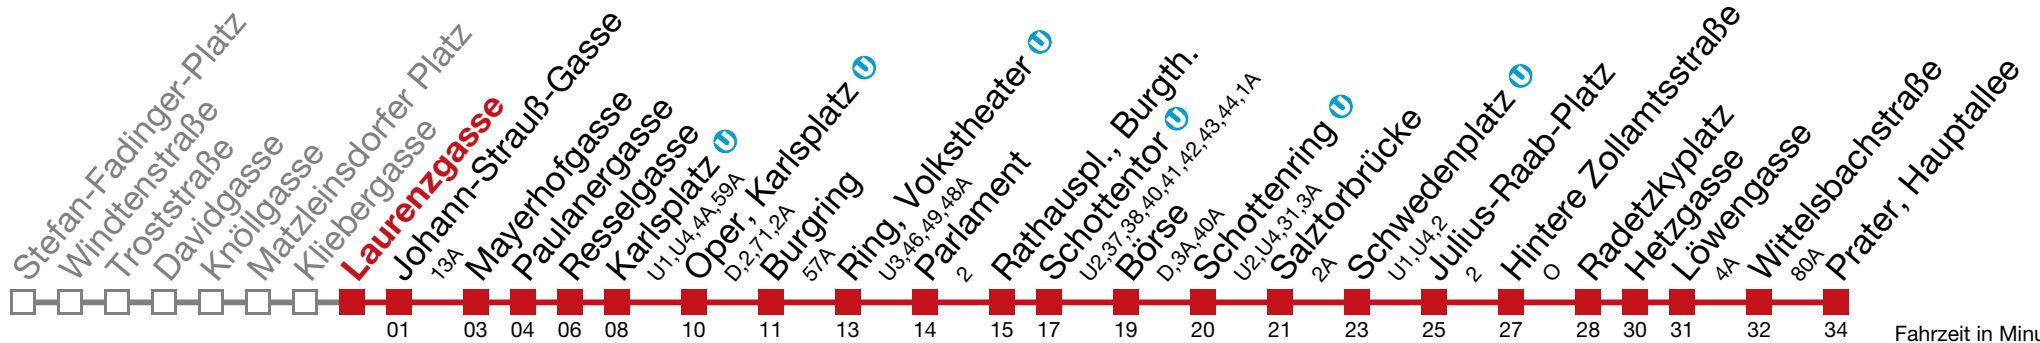 Stefan-Fadinger-Platz
Windtenstraße
Troststraße
Davidgasse
Knöllgasse
Matzleinsdorfer Platz
Kliebergasse
Laurenzgasse
Johann-Strauß-Gasse
13A
Mayerhofgasse
Paulanergasse
Resselgasse
Karlsplatz U
U1,U4,4A,59A
Oper, Karlsplatz U
D,2,71,2A
Burgring
57A
Ring, Volkstheater U
U3,46,49,48A
Parlament
2
Rathauspl., Burgth.
Schottentor U
U2,37,38,40,41,42,43,44,1A
Börse
D,3A,40A
Schottenring U
U2,U4,31,3A
Salztorbrücke
2A
Schwedenplatz U
U1,U4,2
Julius-Raab-Platz
2
Hintere Zollamtsstraße
O
Radetzkyplatz
Hetzgasse
Löwengasse
4A
Wittelsbachstraße
80A
Prater, Hauptallee
01 03 04 06 08 10 11 13 14 15 17 19 20 21 23 25 27 28 30 31 32 34
Fahrzeit in